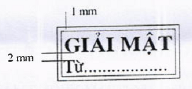 1 mm
GIẢI MẬT
2 mm
Từ....................